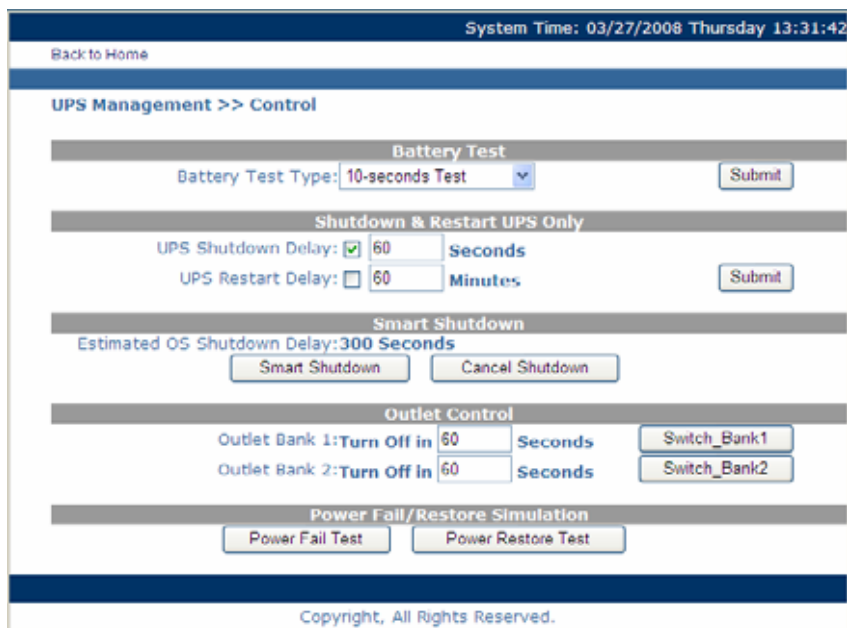 System Time: 03/27/2008 Thursday 13:31:42
Back to Home
UPS Management >> Control
Battery Test
Battery Test Type: 10-seconds Test Submit
Shutdown & Restart UPS Only
UPS Shutdown Delay: 60 Seconds
UPS Restart Delay: 60 Minutes Submit
Smart Shutdown
Estimated OS Shutdown Delay:300 Seconds
Smart Shutdown Cancel Shutdown
Outlet Control
Outlet Bank 1:Turn Off in 60 Seconds Switch_Bank1
Outlet Bank 2:Turn Off in 60 Seconds Switch_Bank2
Power Fail/Restore Simulation
Power Fail Test Power Restore Test
Copyright, All Rights Reserved.